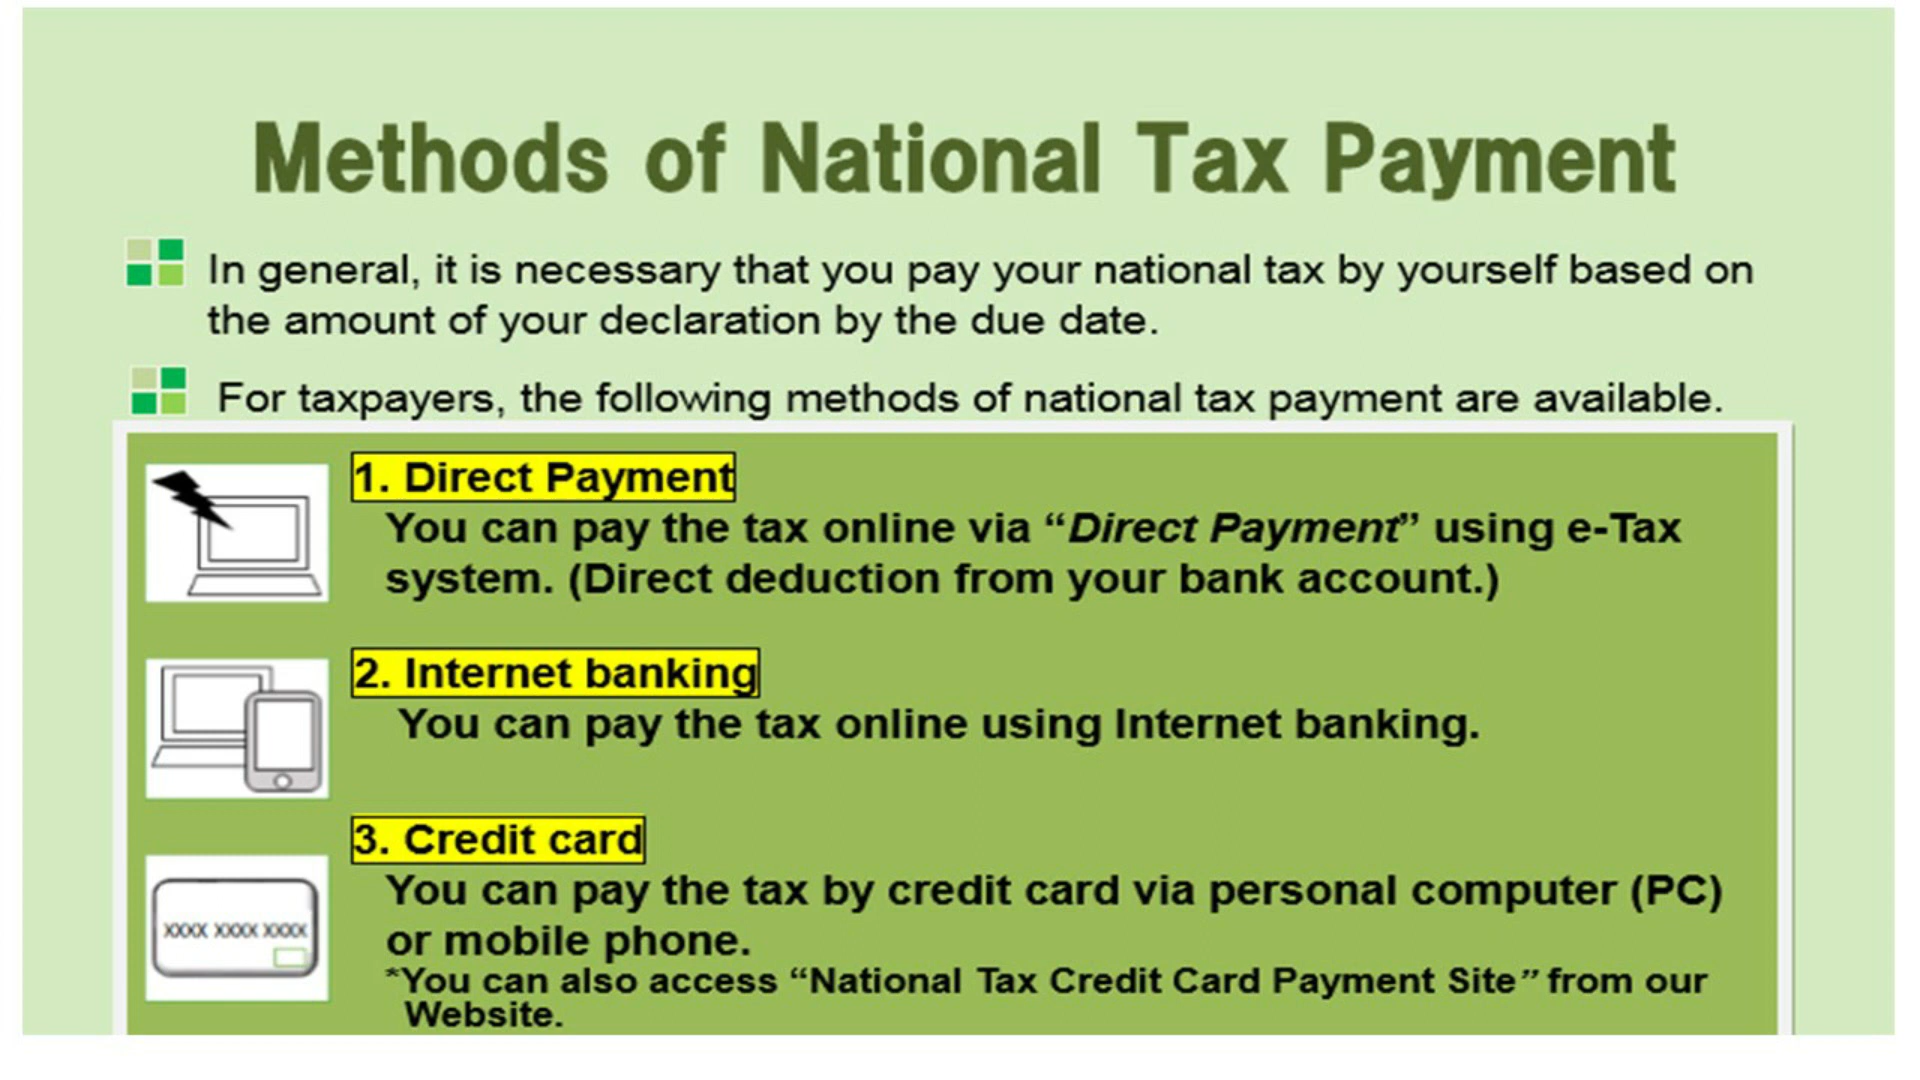 Methods of National Tax Payment
In general, it is necessary that you pay your national tax by yourself based on
the amount of your declaration by the due date.
For taxpayers, the following methods of national tax payment are available.
1. Direct Payment
You can pay the tax online via “Direct Payment” using e-Tax
system. (Direct deduction from your bank account.)
2. Internet banking
You can pay the tax online using Internet banking.
3. Credit card
You can pay the tax by credit card via personal computer (PC)
or mobile phone.
XXXX XXXX XXXX
*You can also access “National Tax Credit Card Payment Site” from our
Website.